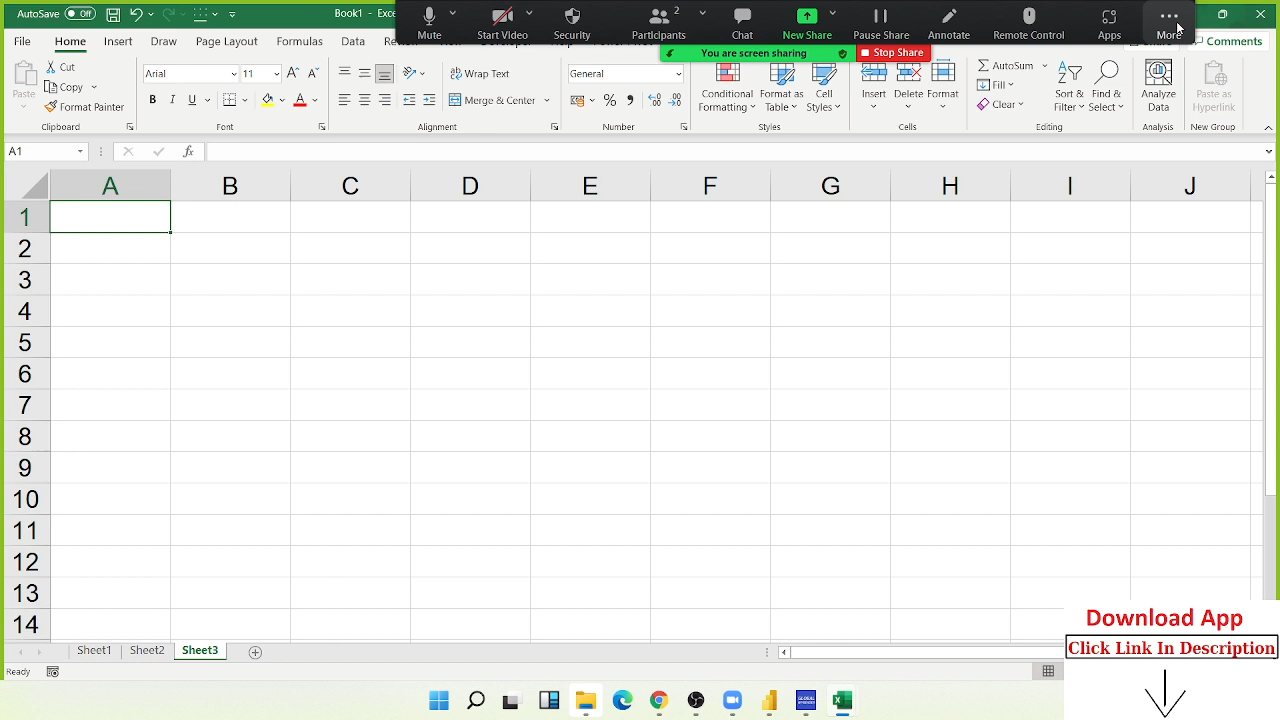 AutoSave Off Book1 - Exce
Mute Start Video Security Participants 2 Chat New Share Pause Share Annotate Remote Control Apps More
File Home Insert Draw Page Layout Formulas Data Comments
You are screen sharing Stop Share
Paste Cut Copy Format Painter
Arial 11
B I U A
Wrap Text
Merge & Center
General
Conditional Formatting Format as Table Cell Styles
Insert Delete Format
AutoSum Fill Clear
Sort & Filter Find & Select
Analyze Data
Paste as Hyperlink
Clipboard Font Alignment Number Styles Cells Editing Analysis New Group
A1 fx
A B C D E F G H I J
1
2
3
4
5
6
7
8
9
10
11
12
13
14
Sheet1 Sheet2 Sheet3
Ready
Download App
Click Link In Description